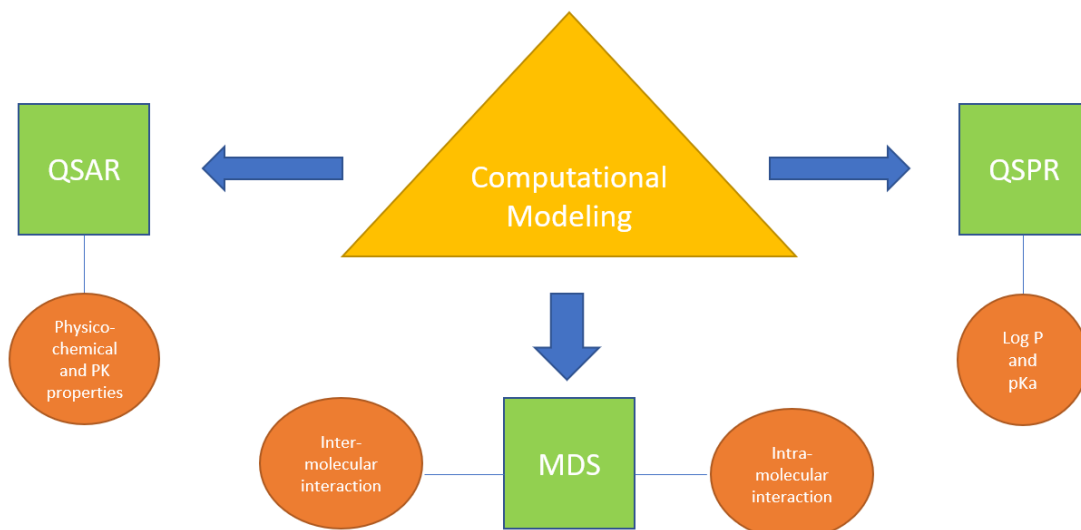 Computational
Modeling
QSAR
QSPR
Physico-
chemical
and PK
properties
Log P
and
pKa
Inter-
molecular
interaction
MDS
Intra-
molecular
interaction